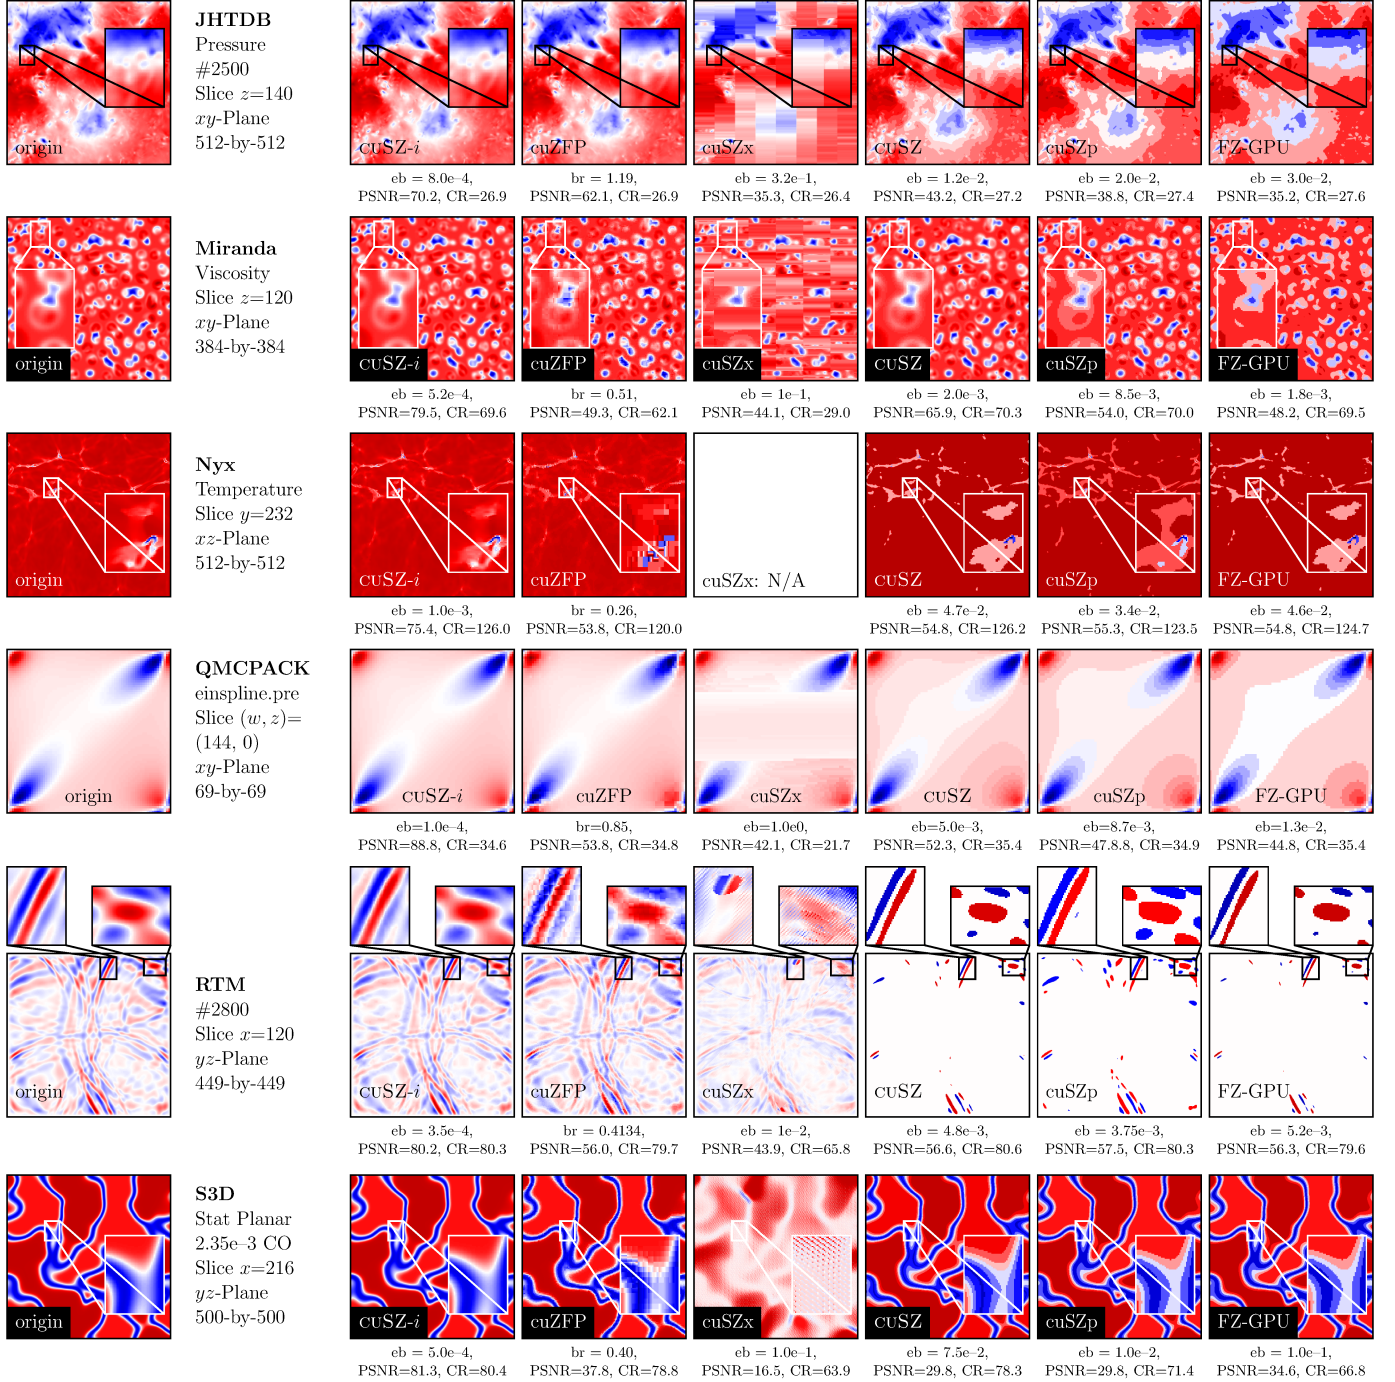 JHTDB
Pressure
#2500
Slice z=140
xy-Plane
512-by-512
origin
cuSZ-i
cuZFP
cuSZx
cuSZ
cuSZp
FZ-GPU
eb = 8.0e–4,
PSNR=70.2, CR=26.9
br = 1.19,
PSNR=62.1, CR=26.9
eb = 3.2e–1,
PSNR=35.3, CR=26.4
eb = 1.2e–2,
PSNR=43.2, CR=27.2
eb = 2.0e–2,
PSNR=38.8, CR=27.4
eb = 3.0e–2,
PSNR=35.2, CR=27.6
Miranda
Viscosity
Slice z=120
xy-Plane
384-by-384
origin
cuSZ-i
cuZFP
cuSZx
cuSZ
cuSZp
FZ-GPU
eb = 5.2e–4,
PSNR=79.5, CR=69.6
br = 0.51,
PSNR=49.3, CR=62.1
eb = 1e–1,
PSNR=44.1, CR=29.0
eb = 2.0e–3,
PSNR=65.9, CR=70.3
eb = 8.5e–3,
PSNR=54.0, CR=70.0
eb = 1.8e–3,
PSNR=48.2, CR=69.5
Nyx
Temperature
Slice y=232
xz-Plane
512-by-512
origin
cuSZ-i
cuZFP
cuSZx: N/A
cuSZ
cuSZp
FZ-GPU
eb = 1.0e–3,
PSNR=75.4, CR=126.0
br = 0.26,
PSNR=53.8, CR=120.0
eb = 4.7e–2,
PSNR=54.8, CR=126.2
eb = 3.4e–2,
PSNR=55.3, CR=123.5
eb = 4.6e–2,
PSNR=54.8, CR=124.7
QMCPACK
einspline.pre
Slice (w, z)=
(144, 0)
xy-Plane
69-by-69
origin
cuSZ-i
cuZFP
cuSZx
cuSZ
cuSZp
FZ-GPU
eb=1.0e–4,
PSNR=88.8, CR=34.6
br=0.85,
PSNR=53.8, CR=34.8
eb=1.0e0,
PSNR=42.1, CR=21.7
eb=5.0e–3,
PSNR=52.3, CR=35.4
eb=8.7e–3,
PSNR=47.8.8, CR=34.9
eb=1.3e–2,
PSNR=44.8, CR=35.4
RTM
#2800
Slice x=120
yz-Plane
449-by-449
origin
cuSZ-i
cuZFP
cuSZx
cuSZ
cuSZp
FZ-GPU
eb = 3.5e–4,
PSNR=80.2, CR=80.3
br = 0.4134,
PSNR=56.0, CR=79.7
eb = 1e–2,
PSNR=43.9, CR=65.8
eb = 4.8e–3,
PSNR=56.6, CR=80.6
eb = 3.75e–3,
PSNR=57.5, CR=80.3
eb = 5.2e–3,
PSNR=56.3, CR=79.6
S3D
Stat Planar
2.35e–3 CO
Slice x=216
yz-Plane
500-by-500
origin
cuSZ-i
cuZFP
cuSZx
cuSZ
cuSZp
FZ-GPU
eb = 5.0e–4,
PSNR=81.3, CR=80.4
br = 0.40,
PSNR=37.8, CR=78.8
eb = 1.0e–1,
PSNR=16.5, CR=63.9
eb = 7.5e–2,
PSNR=29.8, CR=78.3
eb = 1.0e–2,
PSNR=29.8, CR=71.4
eb = 1.0e–1,
PSNR=34.6, CR=66.8